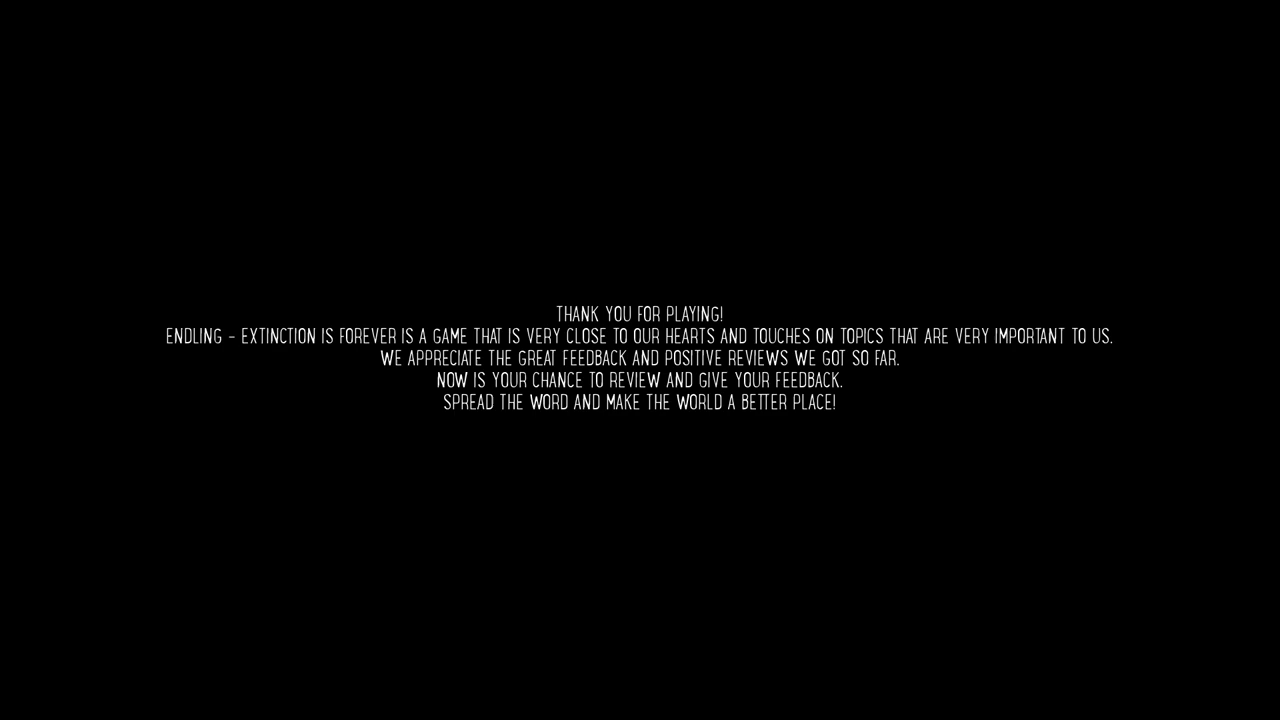 THANK YOU FOR PLAYING!
ENDLING - EXTINCTION IS FOREVER IS A GAME THAT IS VERY CLOSE TO OUR HEARTS AND TOUCHES ON TOPICS THAT ARE VERY IMPORTANT TO US.
WE APPRECIATE THE GREAT FEEDBACK AND POSITIVE REVIEWS WE GOT SO FAR.
NOW IS YOUR CHANCE TO REVIEW AND GIVE YOUR FEEDBACK.
SPREAD THE WORD AND MAKE THE WORLD A BETTER PLACE!